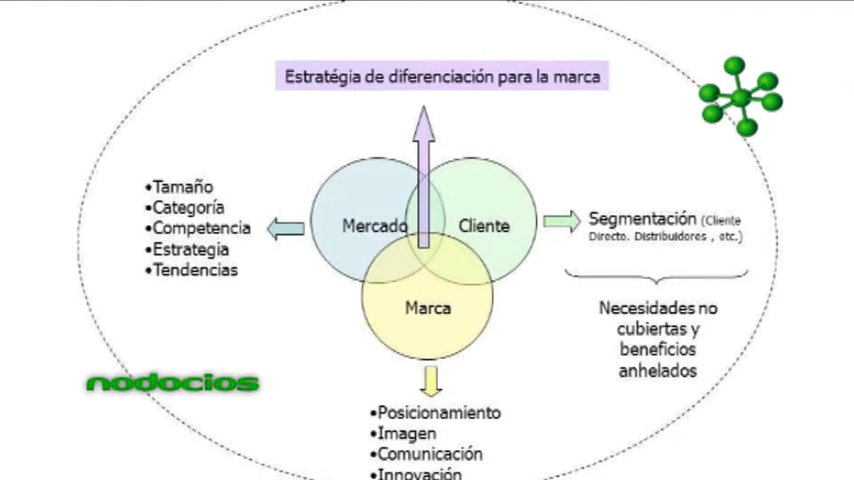 Estratégia de diferenciación para la marca
•Tamaño
•Categoría
•Competencia
•Estrategia
•Tendencias
Mercado
Cliente
Marca
Segmentación (Cliente
Directo. Distribuidores , etc.)
Necesidades no
cubiertas y
beneficios
anhelados
nodocios
•Posicionamiento
•Imagen
•Comunicación
•Innovación